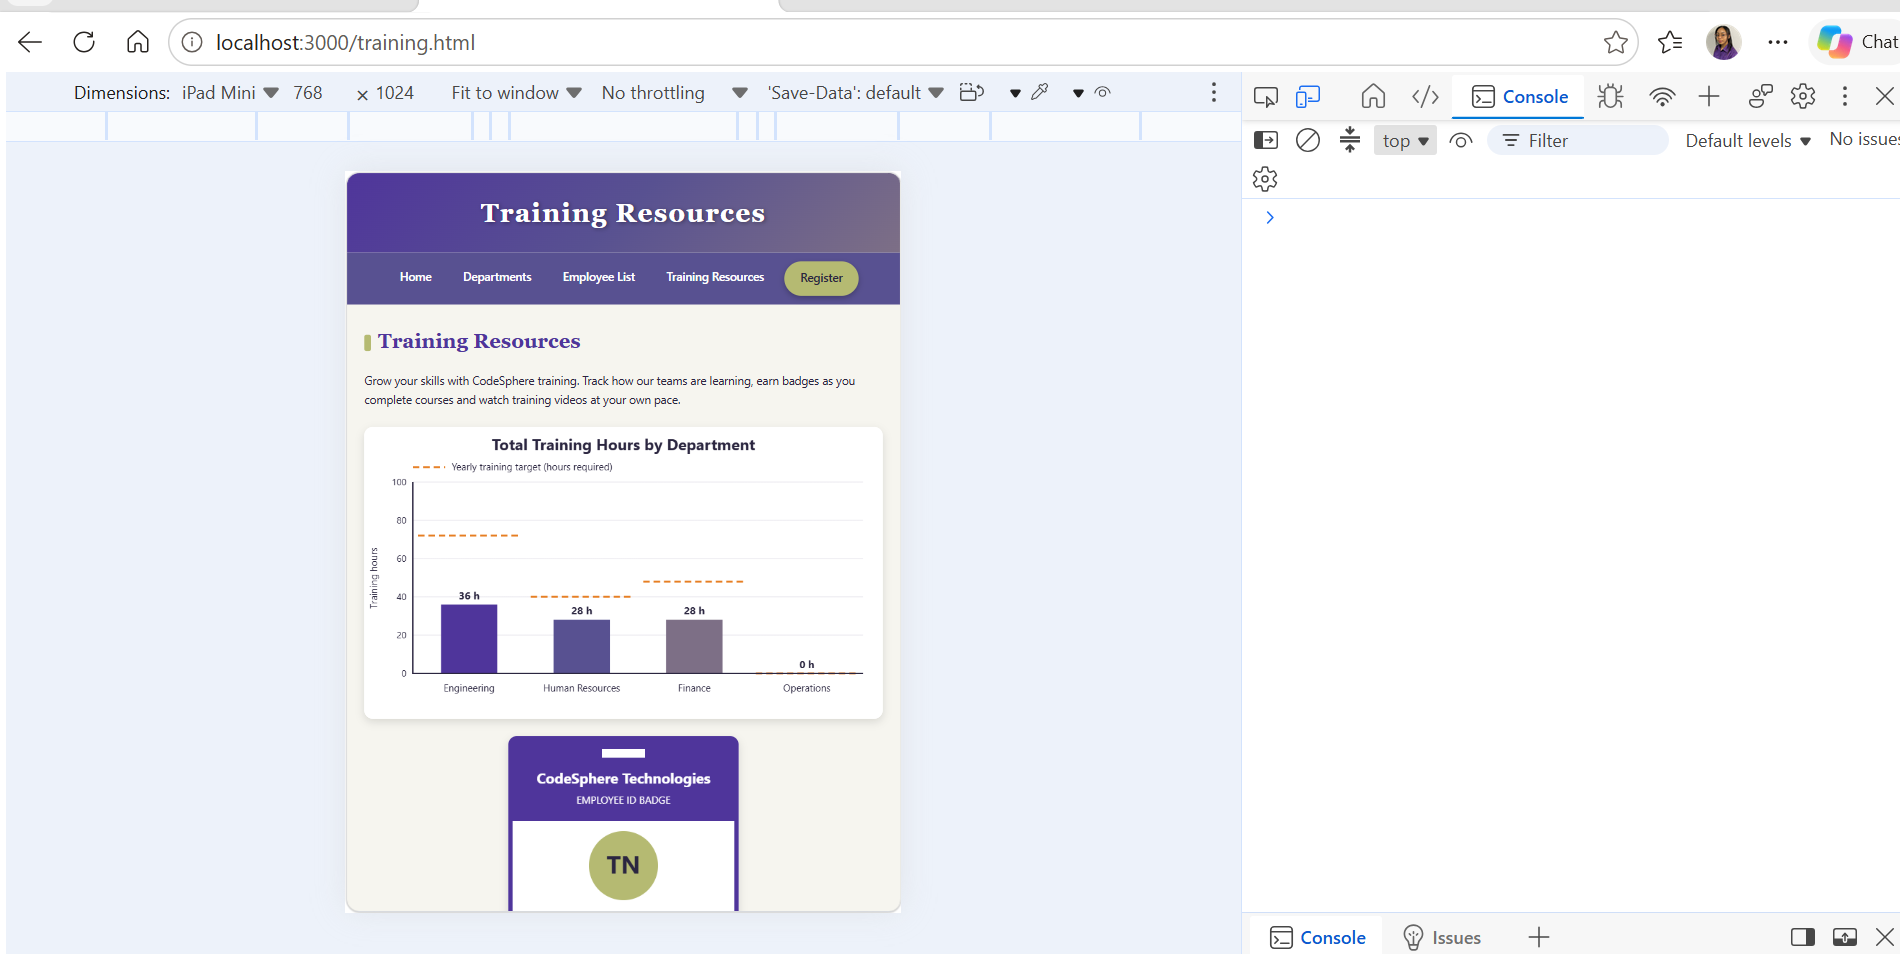 localhost:3000/training.html
Chat
Dimensions: iPad Mini 768 × 1024 Fit to window No throttling 'Save-Data': default
Console
top Filter Default levels No issues
Training Resources
Home Departments Employee List Training Resources Register
Training Resources
Grow your skills with CodeSphere training. Track how our teams are learning, earn badges as you
complete courses and watch training videos at your own pace.
Total Training Hours by Department
Yearly training target (hours required)
100
80
60
40
20
0
Training hours
36 h
28 h
28 h
0 h
Engineering Human Resources Finance Operations
CodeSphere Technologies
EMPLOYEE ID BADGE
TN
Console Issues